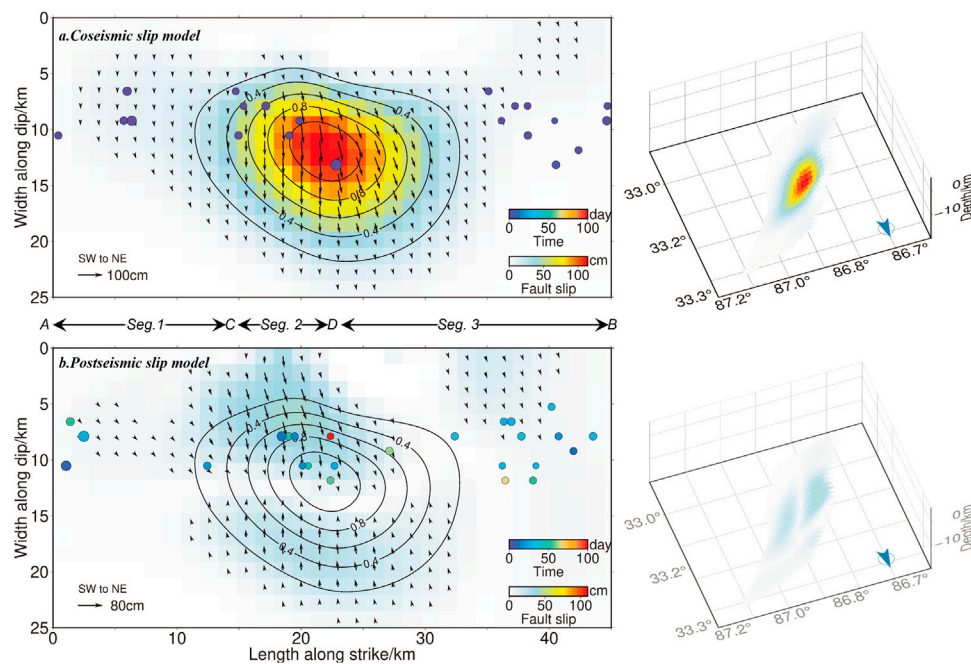 a.Coseismic slip model
0
5
10
15
20
25
Width along dip/km
0.4
0.8
0.4
0.8
0.4
0 50 100 day
Time
0 50 100 cm
Fault slip
SW to NE
100cm
33.0°
33.2°
33.3°
87.2°
87.0°
86.8°
86.7°
0
−10
Depth/km
A Seg.1 C Seg. 2 D Seg. 3 B
b.Postseismic slip model
0
5
10
15
20
25
Width along dip/km
0.8
0.4
0.8
0.4
0 50 100 day
Time
0 50 100 cm
Fault slip
SW to NE
80cm
0 10 20 30 40
Length along strike/km
33.0°
33.2°
33.3°
87.2°
87.0°
86.8°
86.7°
0
−10
Depth/km